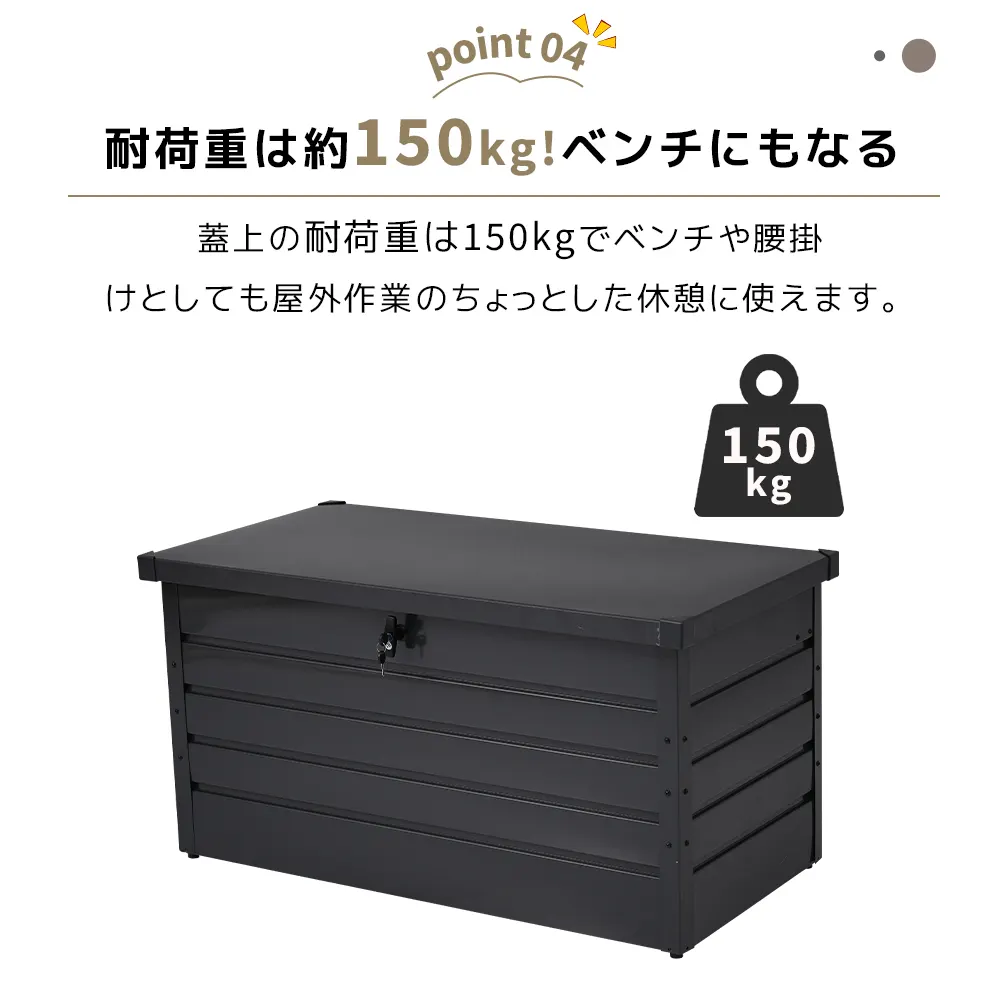 point 04
耐荷重は約150kg!ベンチにもなる
蓋上の耐荷重は150kgでベンチや腰掛
けとしても屋外作業のちょっとした休憩に使えます。
150
kg